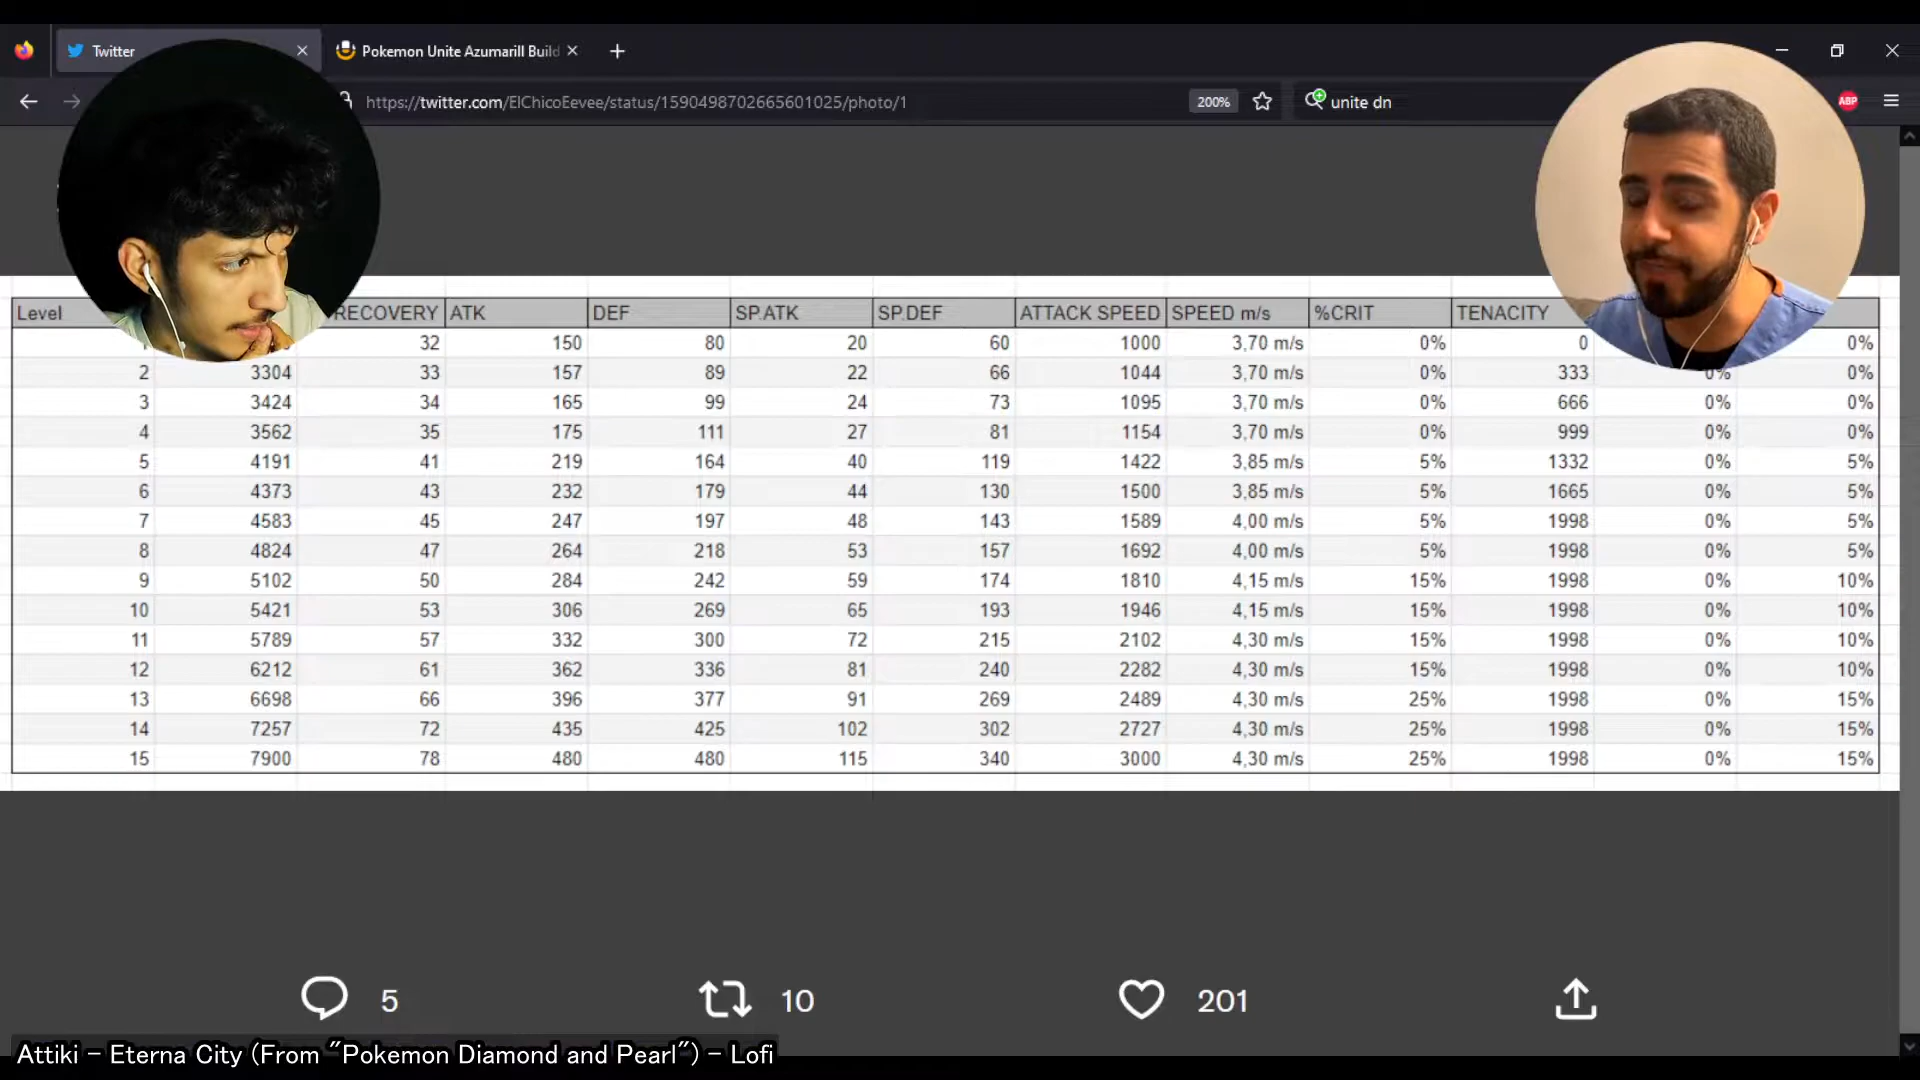 Twitter
Pokemon Unite Azumarill Build
https://twitter.com/ElChicoEevee/status/1590498702665601025/photo/1
200%
unite dn
ABP
Level RECOVERY ATK DEF SP.ATK SP.DEF ATTACK SPEED SPEED m/s %CRIT TENACITY
32 150 80 20 60 1000 3,70 m/s 0% 0 0%
2 3304 33 157 89 22 66 1044 3,70 m/s 0% 333 0% 0%
3 3424 34 165 99 24 73 1095 3,70 m/s 0% 666 0% 0%
4 3562 35 175 111 27 81 1154 3,70 m/s 0% 999 0% 0%
5 4191 41 219 164 40 119 1422 3,85 m/s 5% 1332 0% 5%
6 4373 43 232 179 44 130 1500 3,85 m/s 5% 1665 0% 5%
7 4583 45 247 197 48 143 1589 4,00 m/s 5% 1998 0% 5%
8 4824 47 264 218 53 157 1692 4,00 m/s 5% 1998 0% 5%
9 5102 50 284 242 59 174 1810 4,15 m/s 15% 1998 0% 10%
10 5421 53 306 269 65 193 1946 4,15 m/s 15% 1998 0% 10%
11 5789 57 332 300 72 215 2102 4,30 m/s 15% 1998 0% 10%
12 6212 61 362 336 81 240 2282 4,30 m/s 15% 1998 0% 10%
13 6698 66 396 377 91 269 2489 4,30 m/s 25% 1998 0% 15%
14 7257 72 435 425 102 302 2727 4,30 m/s 25% 1998 0% 15%
15 7900 78 480 480 115 340 3000 4,30 m/s 25% 1998 0% 15%
5 10 201
Attiki - Eterna City (From "Pokemon Diamond and Pearl") - Lofi